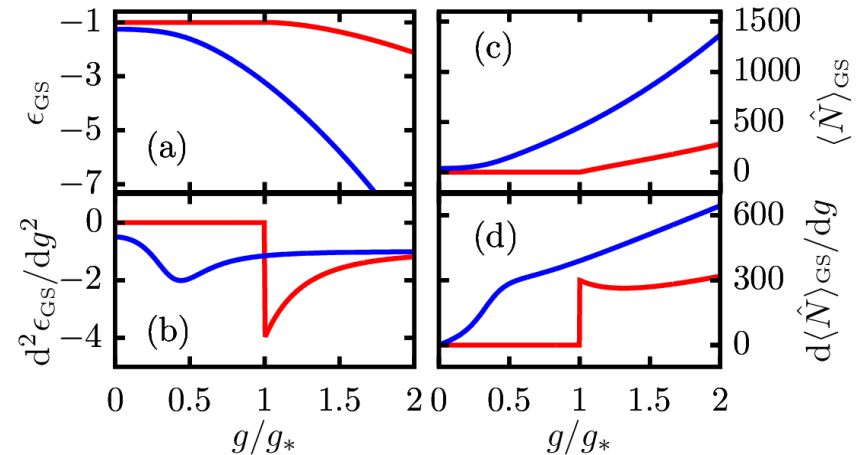 −1
−3
−5
−7
ϵGS
(a)
(c)
1500
1000
500
0
⟨N̂⟩GS
0
−2
−4
d²ϵGS/dg²
(b)
(d)
600
300
0
d⟨N̂⟩GS/dg
0 0.5 1 1.5 2
0 0.5 1 1.5 2
g/g*
g/g*